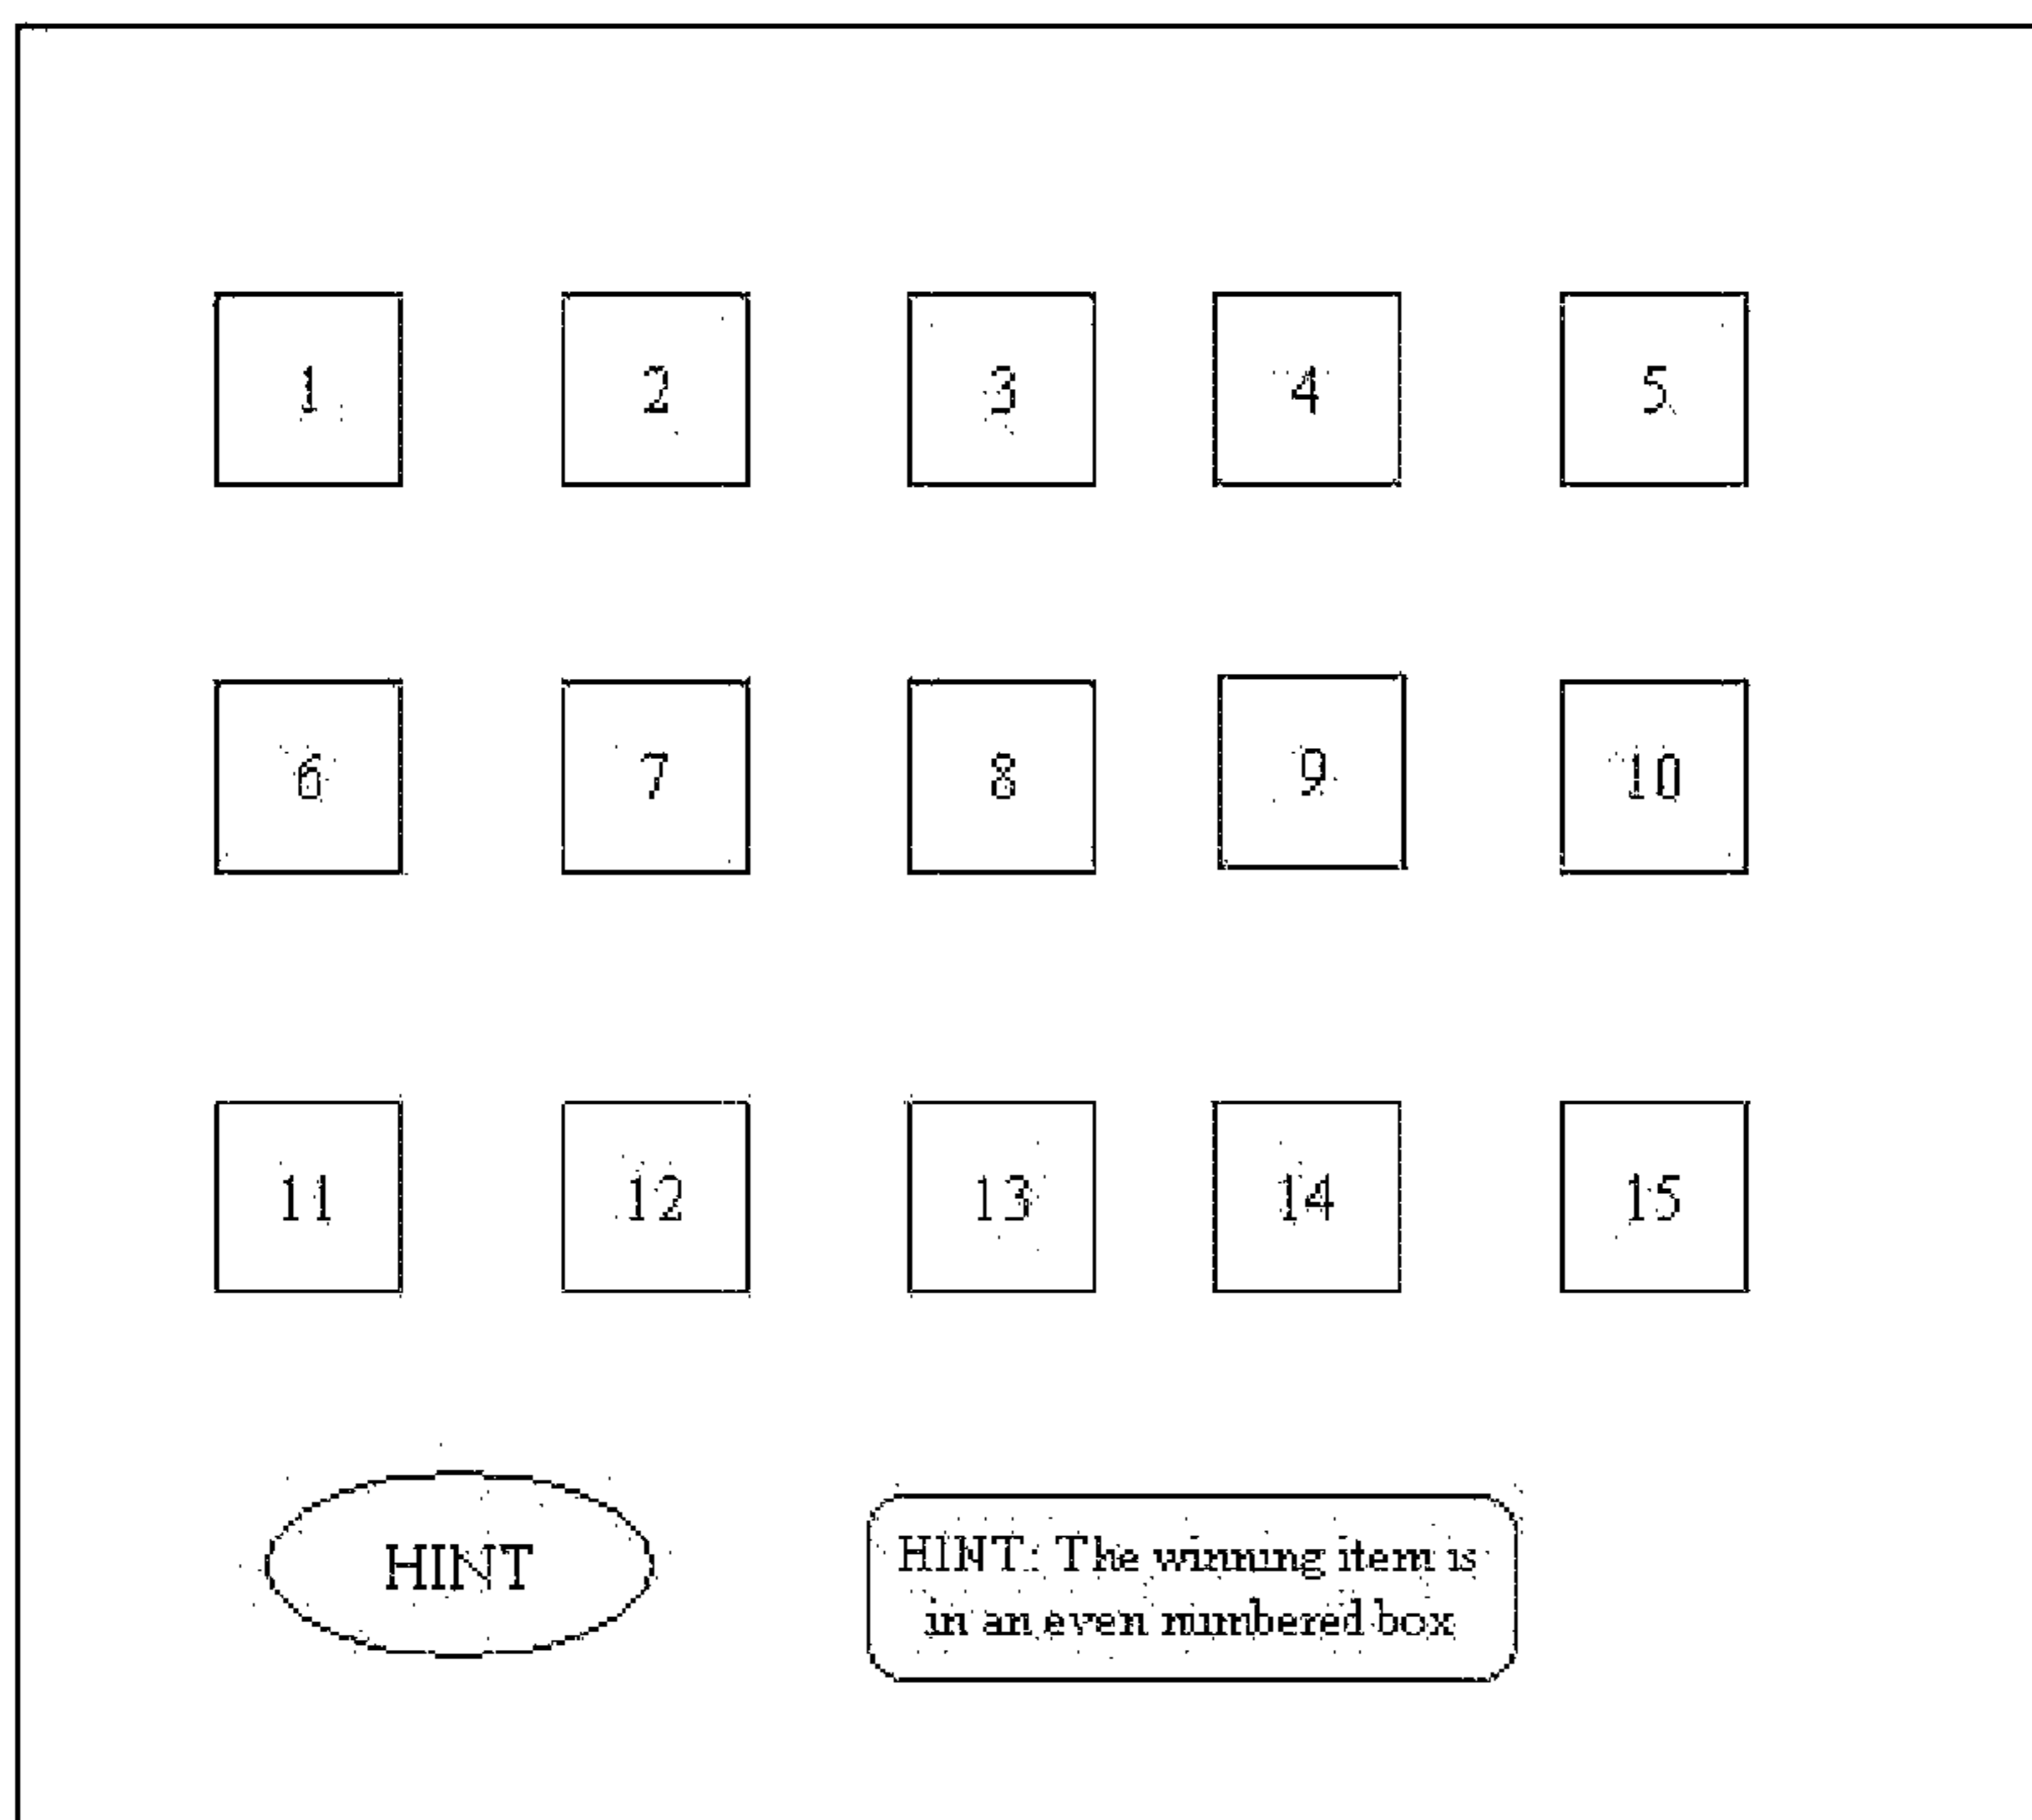 1 2 3 4 5
6 7 8 9 10
11 12 13 14 15
HINT
HINT: The winning item is
in an even numbered box